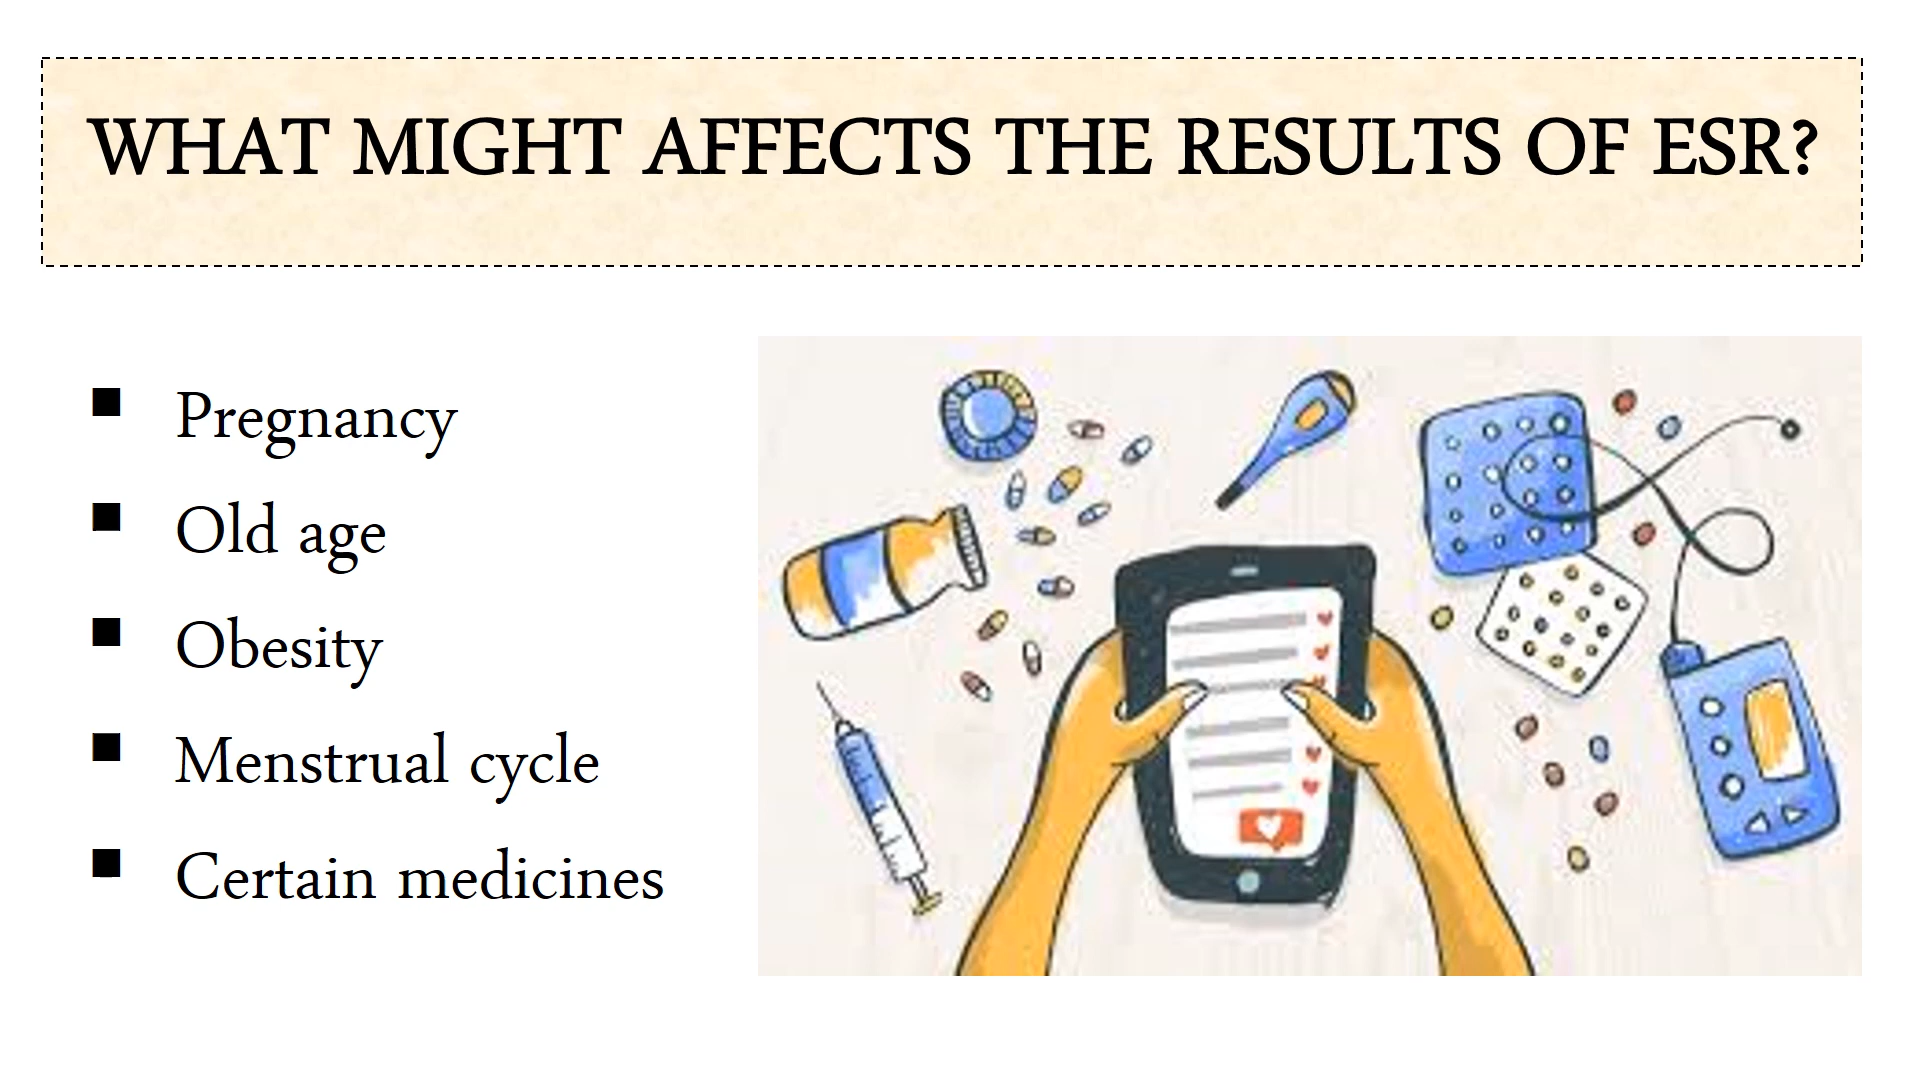 WHAT MIGHT AFFECTS THE RESULTS OF ESR?
Pregnancy
Old age
Obesity
Menstrual cycle
Certain medicines